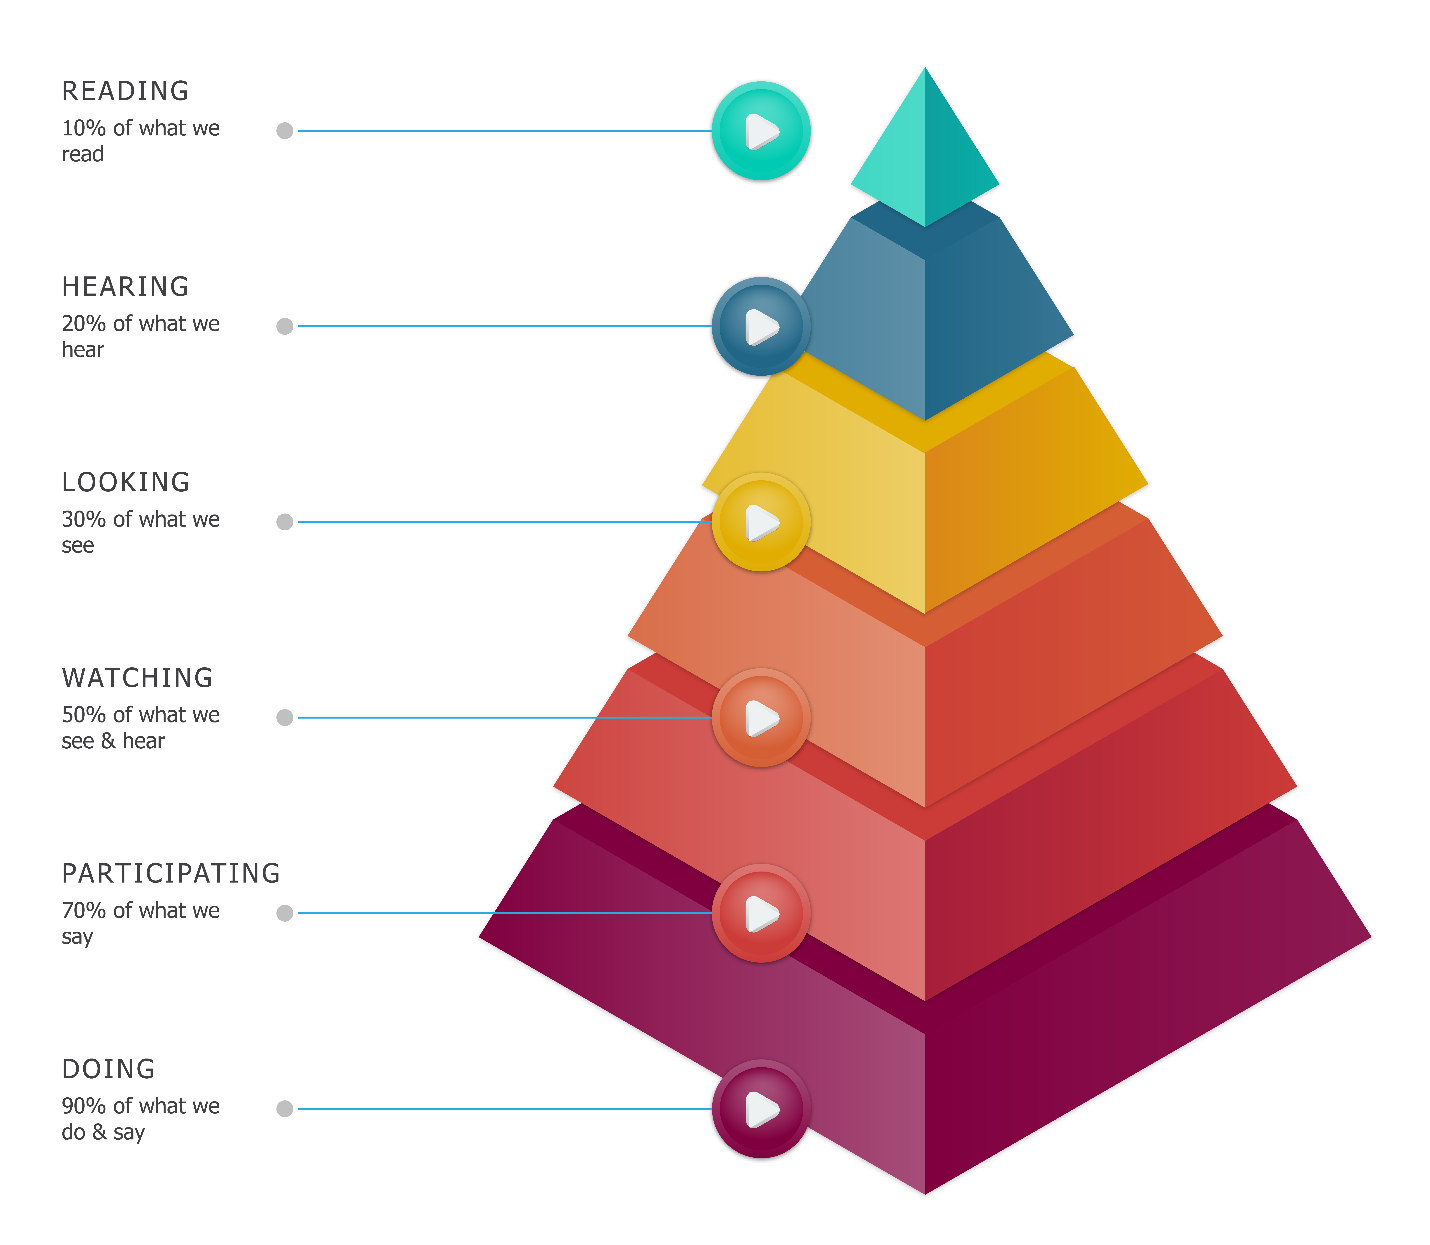 READING
10% of what we
read
HEARING
20% of what we
hear
LOOKING
30% of what we
see
WATCHING
50% of what we
see & hear
PARTICIPATING
70% of what we
say
DOING
90% of what we
do & say